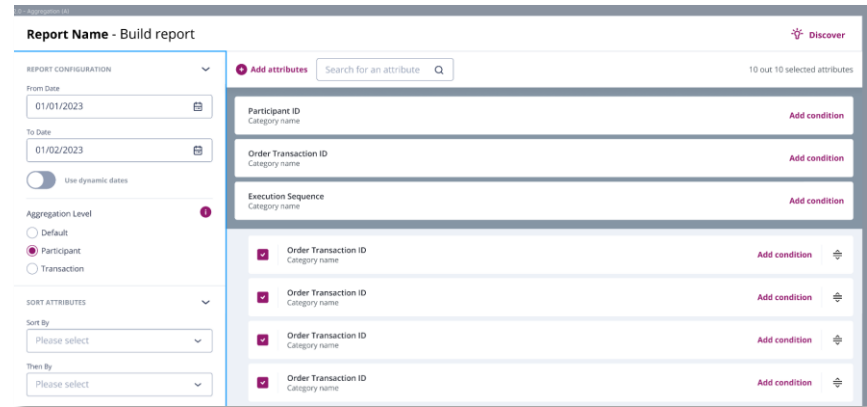 1.0 - Aggregation (A)
Report Name - Build report
Discover
REPORT CONFIGURATION
From Date
01/01/2023
To Date
01/02/2023
Use dynamic dates
Aggregation Level
Default
Participant
Transaction
SORT ATTRIBUTES
Sort By
Please select
Then By
Please select
Add attributes
Search for an attribute
10 out 10 selected attributes
Participant ID
Category name
Add condition
Order Transaction ID
Category name
Add condition
Execution Sequence
Category name
Add condition
Order Transaction ID
Category name
Add condition
Order Transaction ID
Category name
Add condition
Order Transaction ID
Category name
Add condition
Order Transaction ID
Category name
Add condition